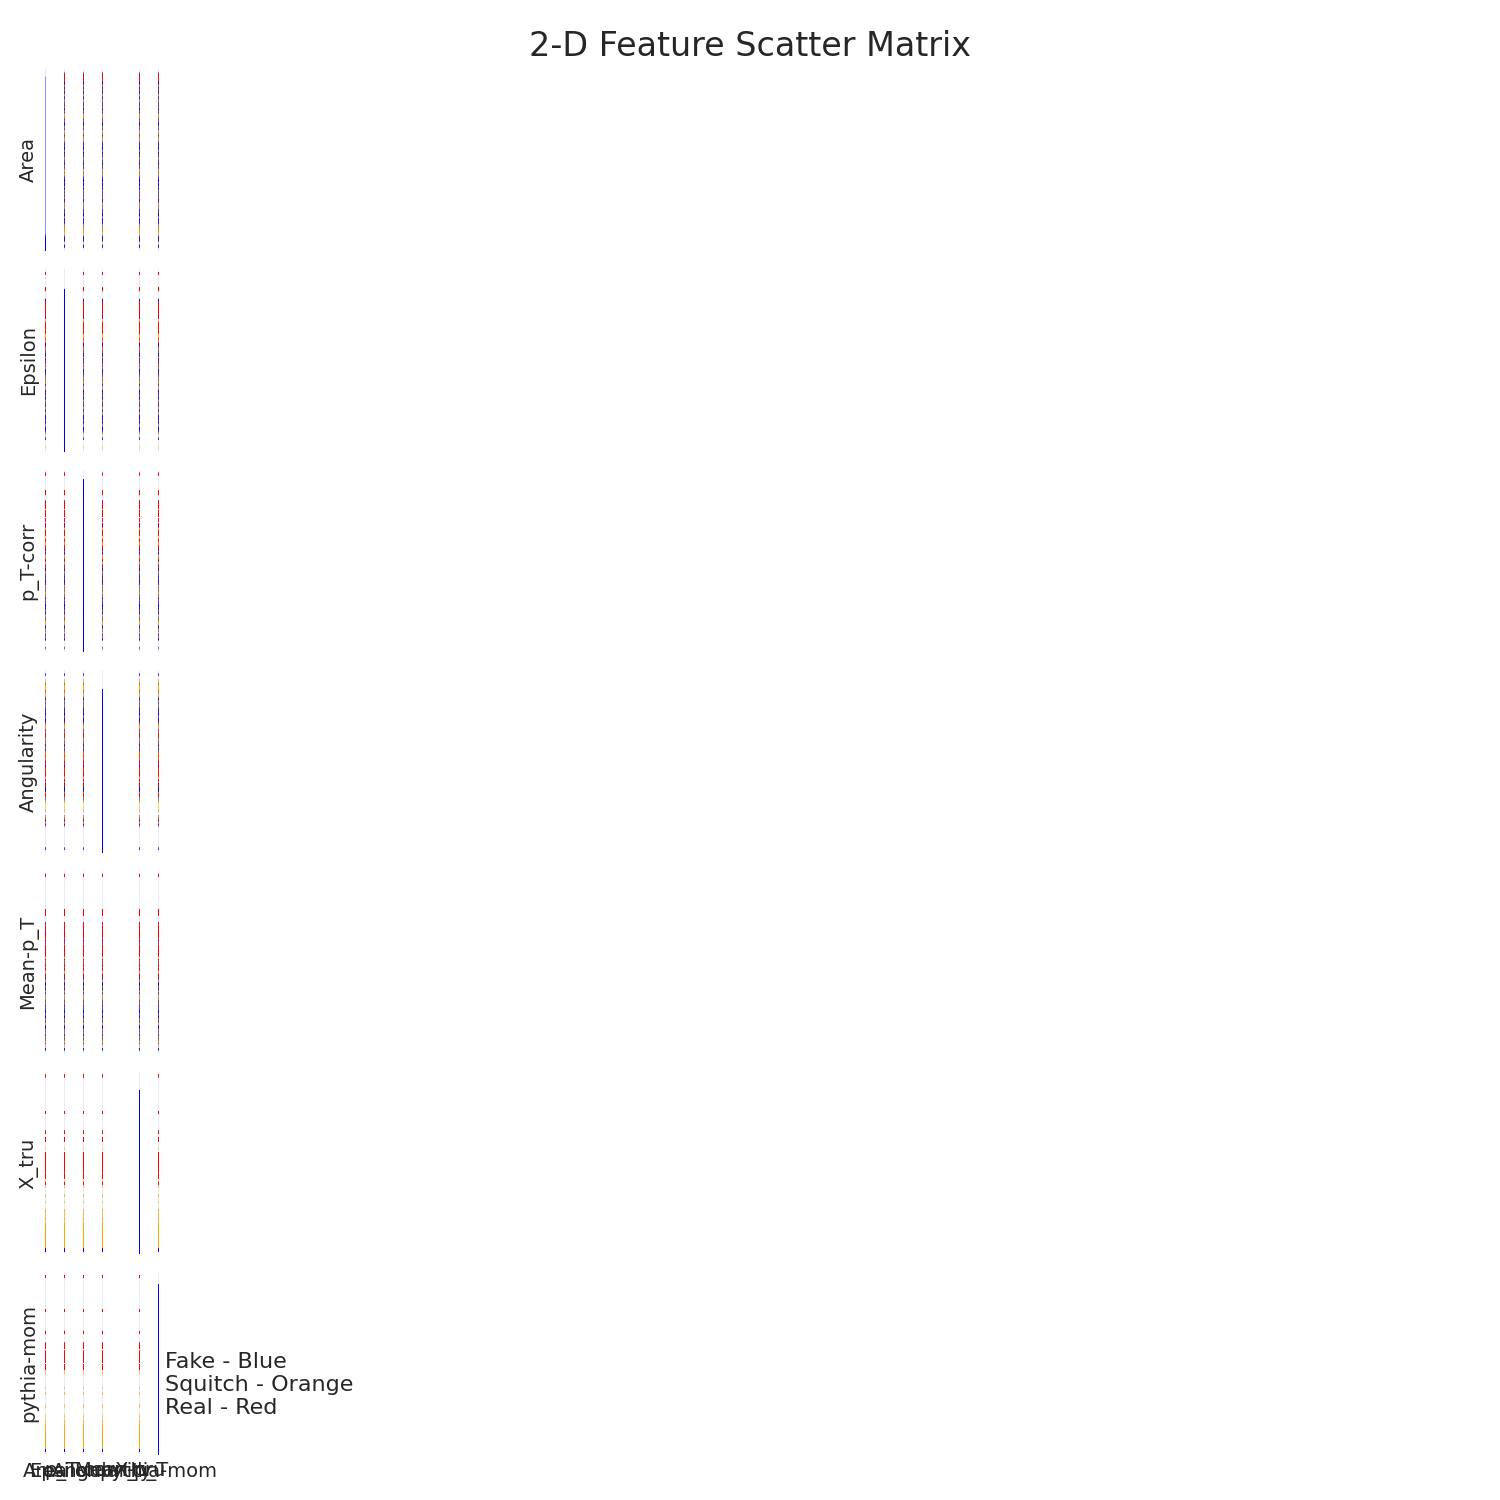 2-D Feature Scatter Matrix
Area
Epsilon
p_T-corr
Angularity
Mean-p_T
X_tru
pythia-mom
Fake - Blue
Squitch - Orange
Real - Red